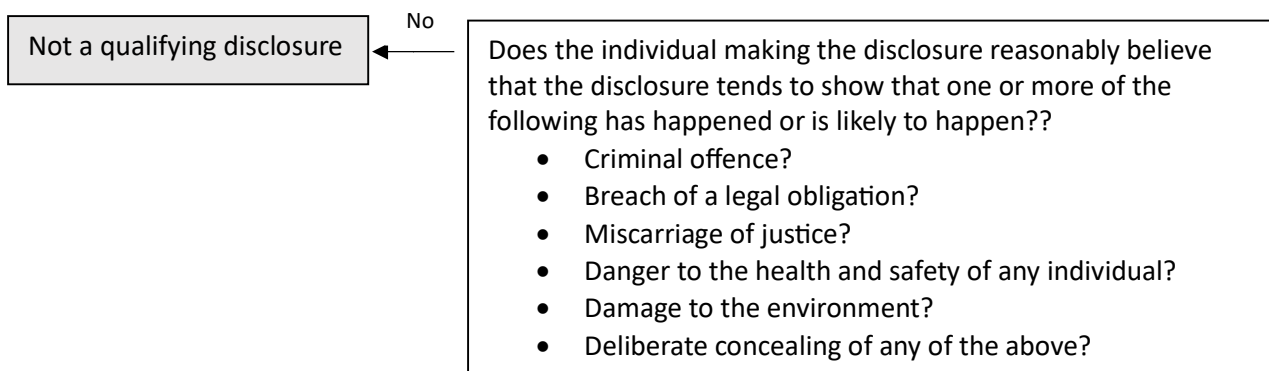 No
Not a qualifying disclosure
Does the individual making the disclosure reasonably believe
that the disclosure tends to show that one or more of the
following has happened or is likely to happen??
• Criminal offence?
• Breach of a legal obligation?
• Miscarriage of justice?
• Danger to the health and safety of any individual?
• Damage to the environment?
• Deliberate concealing of any of the above?